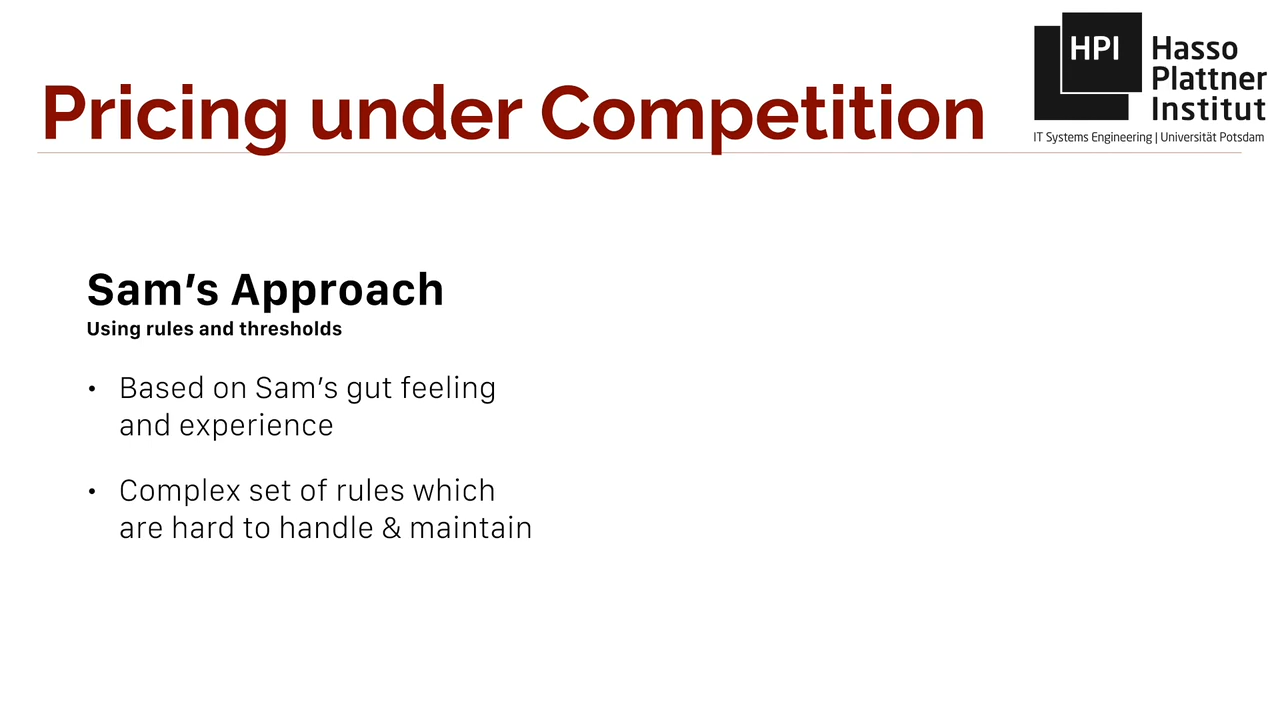 Pricing under Competition
HPI
Hasso
Plattner
Institut
IT Systems Engineering | Universität Potsdam
Sam’s Approach
Using rules and thresholds
• Based on Sam’s gut feeling
and experience
• Complex set of rules which
are hard to handle & maintain